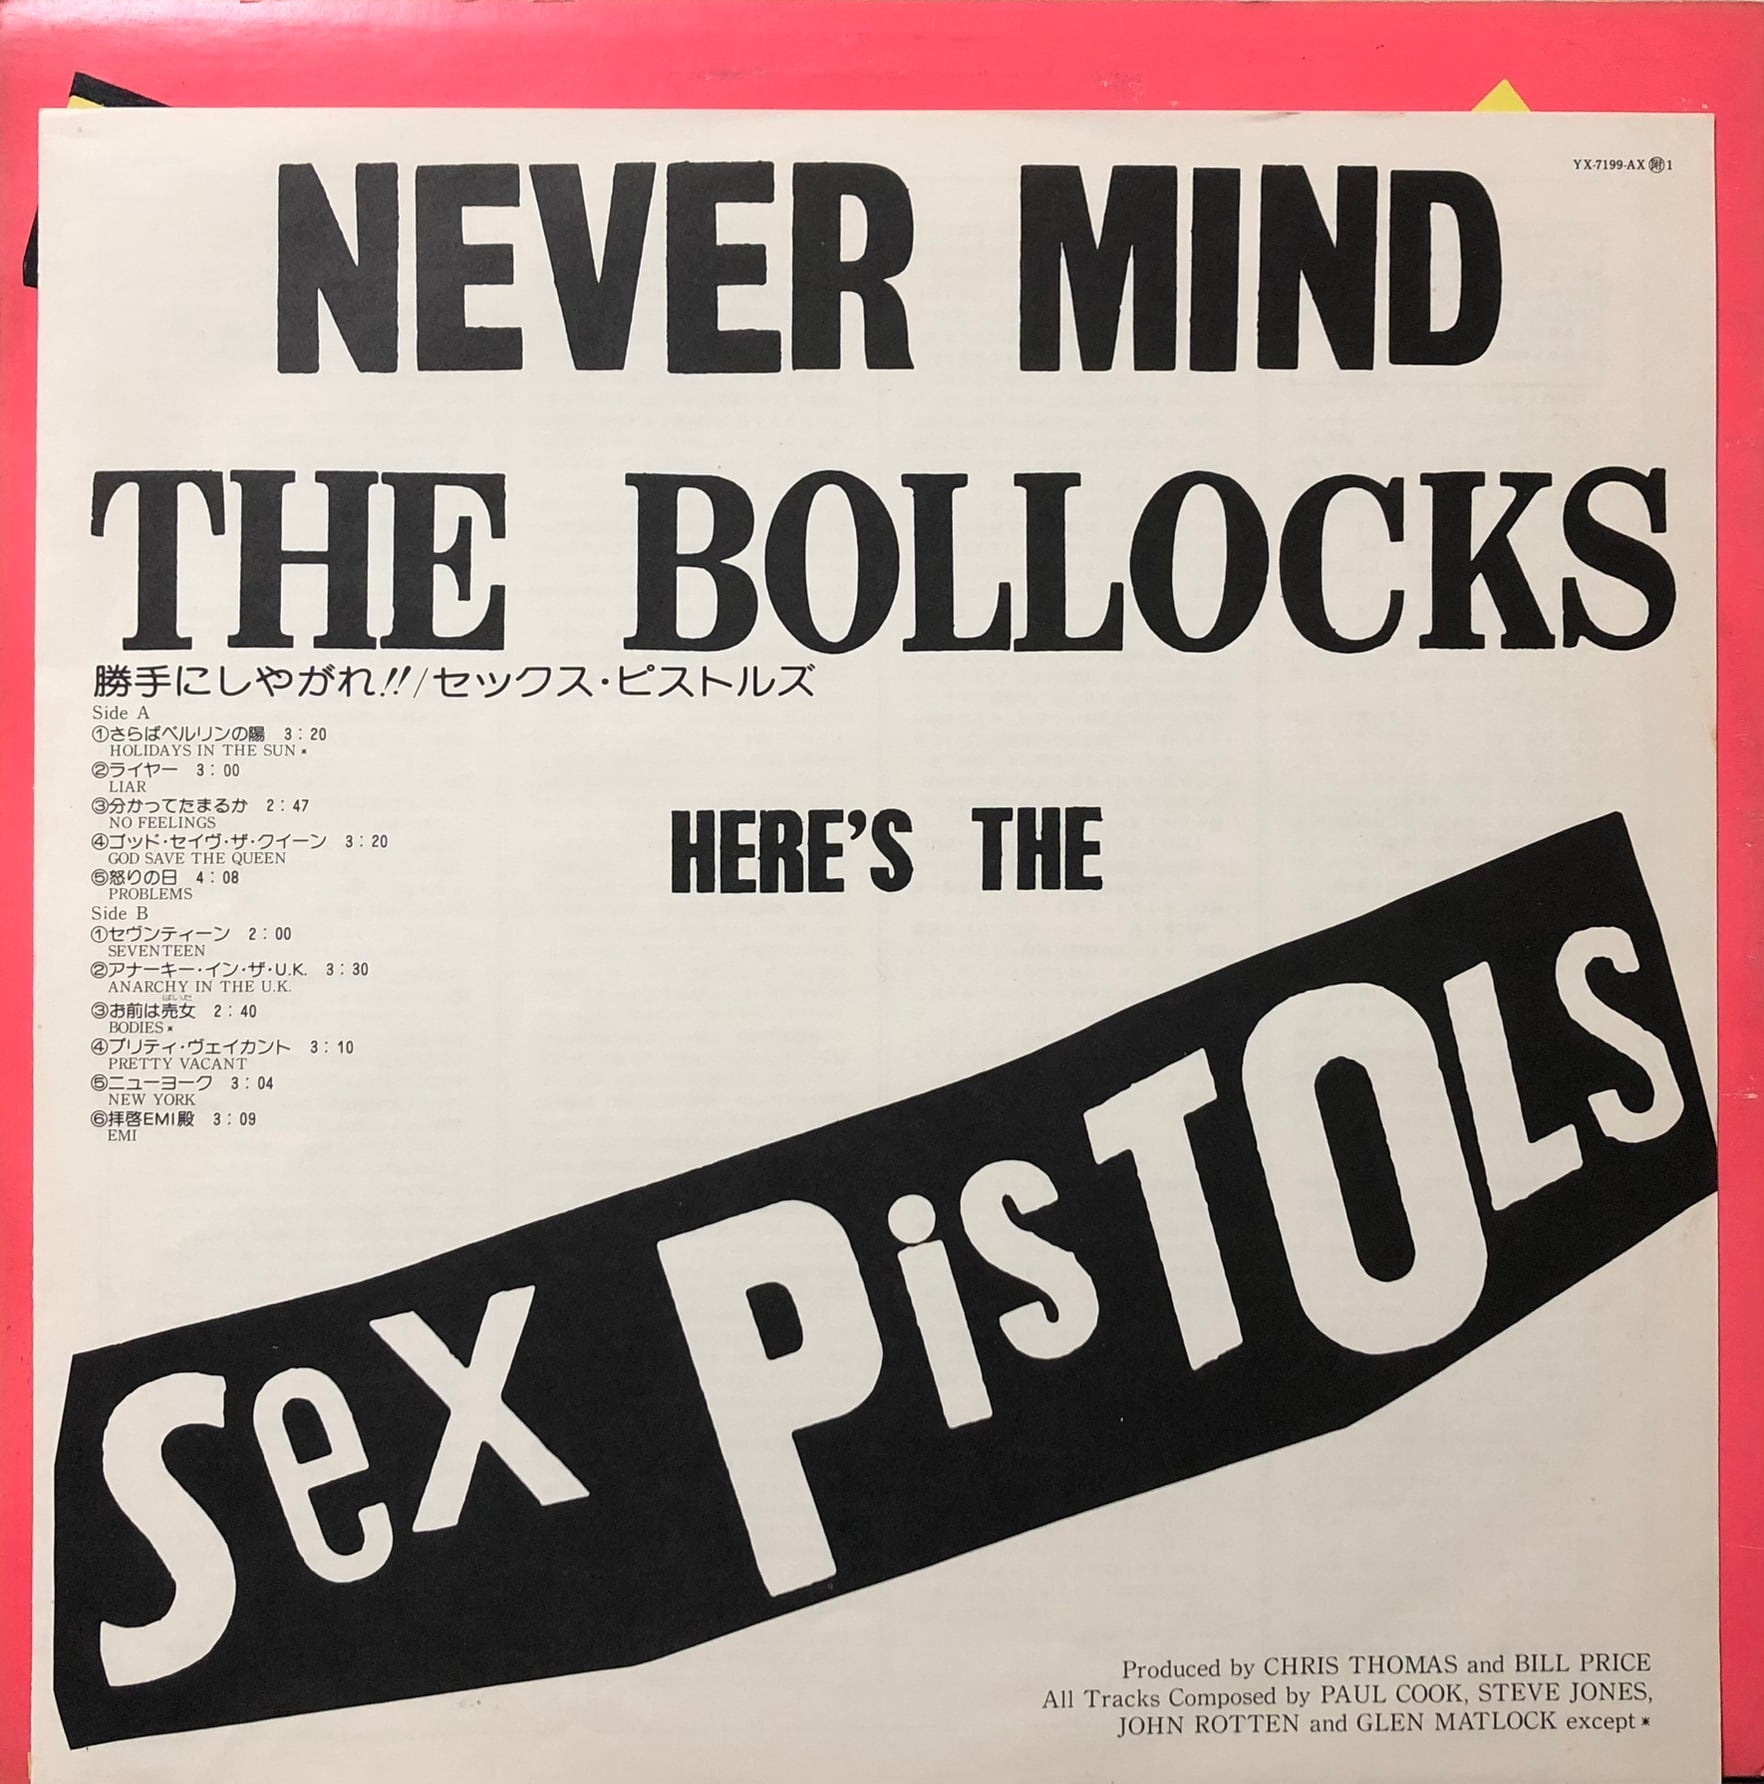 YX-7199-AX㊟1
NEVER MIND
THE BOLLOCKS
勝手にしやがれ!!/セックス・ピストルズ
Side A
①さらばベルリンの陽 3:20
HOLIDAYS IN THE SUN *
②ライヤー 3:00
LIAR
③分かってたまるか 2:47
NO FEELINGS
④ゴッド・セイヴ・ザ・クイーン 3:20
GOD SAVE THE QUEEN
⑤怒りの日 4:08
PROBLEMS
Side B
①セヴンティーン 2:00
SEVENTEEN
②アナーキー・イン・ザ・U.K. 3:30
ANARCHY IN THE U.K.
ばいた
③お前は売女 2:40
BODIES *
④プリティ・ヴェイカント 3:10
PRETTY VACANT
⑤ニューヨーク 3:04
NEW YORK
⑥拝啓EMI殿 3:09
EMI
HERE'S THE
Sex PiSTOLS
Produced by CHRIS THOMAS and BILL PRICE
All Tracks Composed by PAUL COOK, STEVE JONES,
JOHN ROTTEN and GLEN MATLOCK except *